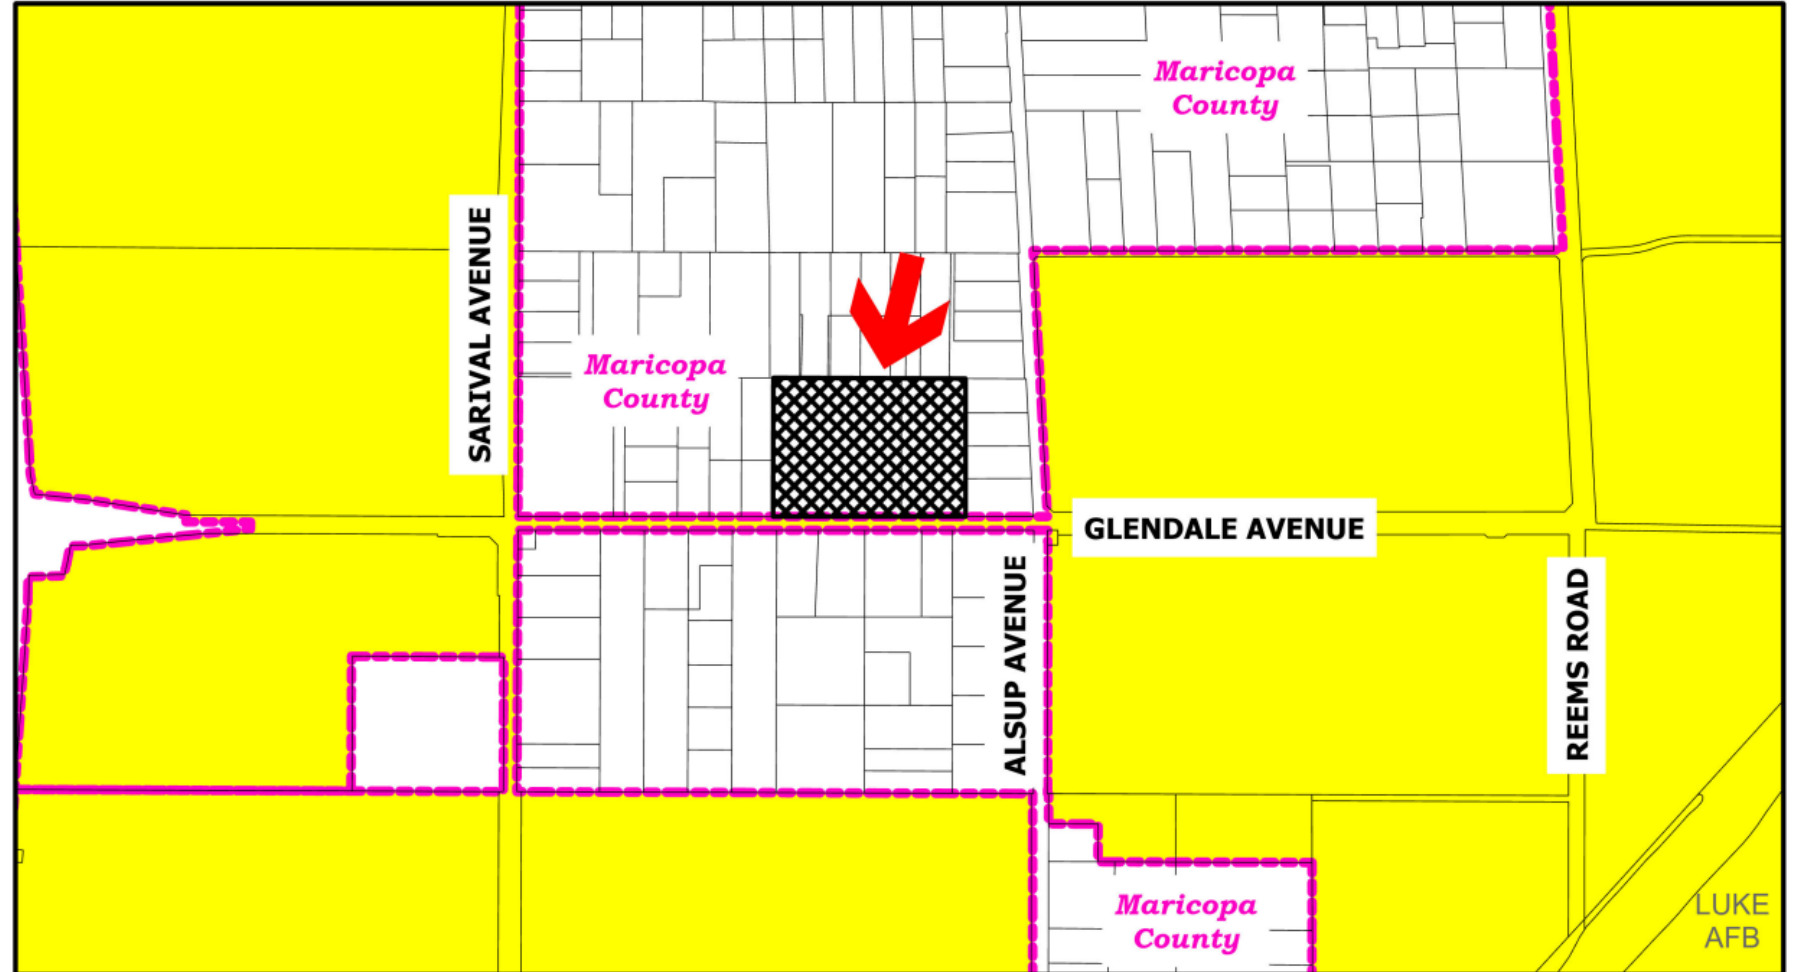 Maricopa
County
SARIVAL AVENUE
Maricopa
County
GLENDALE AVENUE
ALSUP AVENUE
REEMS ROAD
Maricopa
County
LUKE
AFB